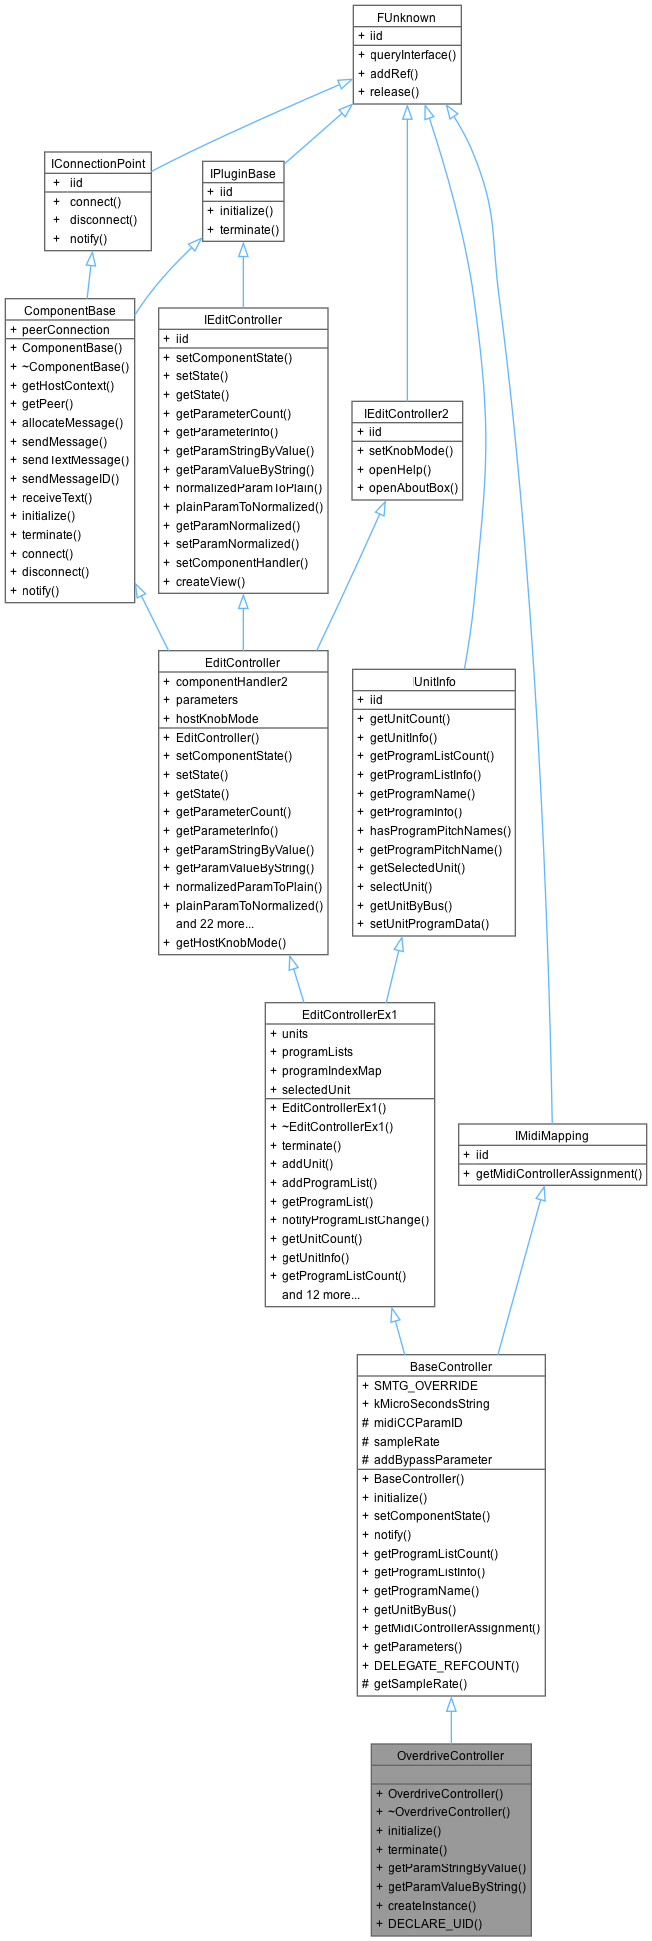 FUnknown
+ iid
+ queryInterface()
+ addRef()
+ release()
IConnectionPoint
+ iid
+ connect()
+ disconnect()
+ notify()
IPluginBase
+ iid
+ initialize()
+ terminate()
ComponentBase
+ peerConnection
+ ComponentBase()
+ ~ComponentBase()
+ getHostContext()
+ getPeer()
+ allocateMessage()
+ sendMessage()
+ sendTextMessage()
+ sendMessageID()
+ receiveText()
+ initialize()
+ terminate()
+ connect()
+ disconnect()
+ notify()
IEditController
+ iid
+ setComponentState()
+ setState()
+ getState()
+ getParameterCount()
+ getParameterInfo()
+ getParamStringByValue()
+ getParamValueByString()
+ normalizedParamToPlain()
+ plainParamToNormalized()
+ getParamNormalized()
+ setParamNormalized()
+ setComponentHandler()
+ createView()
IEditController2
+ iid
+ setKnobMode()
+ openHelp()
+ openAboutBox()
EditController
+ componentHandler2
+ parameters
+ hostKnobMode
+ EditController()
+ setComponentState()
+ setState()
+ getState()
+ getParameterCount()
+ getParameterInfo()
+ getParamStringByValue()
+ getParamValueByString()
+ normalizedParamToPlain()
+ plainParamToNormalized()
and 22 more...
+ getHostKnobMode()
IUnitInfo
+ iid
+ getUnitCount()
+ getUnitInfo()
+ getProgramListCount()
+ getProgramListInfo()
+ getProgramName()
+ getProgramInfo()
+ hasProgramPitchNames()
+ getProgramPitchName()
+ getSelectedUnit()
+ selectUnit()
+ getUnitByBus()
+ setUnitProgramData()
EditControllerEx1
+ units
+ programLists
+ programIndexMap
+ selectedUnit
+ EditControllerEx1()
+ ~EditControllerEx1()
+ terminate()
+ addUnit()
+ addProgramList()
+ getProgramList()
+ notifyProgramListChange()
+ getUnitCount()
+ getUnitInfo()
+ getProgramListCount()
and 12 more...
IMidiMapping
+ iid
+ getMidiControllerAssignment()
BaseController
+ SMTG_OVERRIDE
+ kMicroSecondsString
# midiCCParamID
# sampleRate
# addBypassParameter
+ BaseController()
+ initialize()
+ setComponentState()
+ notify()
+ getProgramListCount()
+ getProgramListInfo()
+ getProgramName()
+ getUnitByBus()
+ getMidiControllerAssignment()
+ getParameters()
+ DELEGATE_REFCOUNT()
# getSampleRate()
OverdriveController
+ OverdriveController()
+ ~OverdriveController()
+ initialize()
+ terminate()
+ getParamStringByValue()
+ getParamValueByString()
+ createInstance()
+ DECLARE_UID()